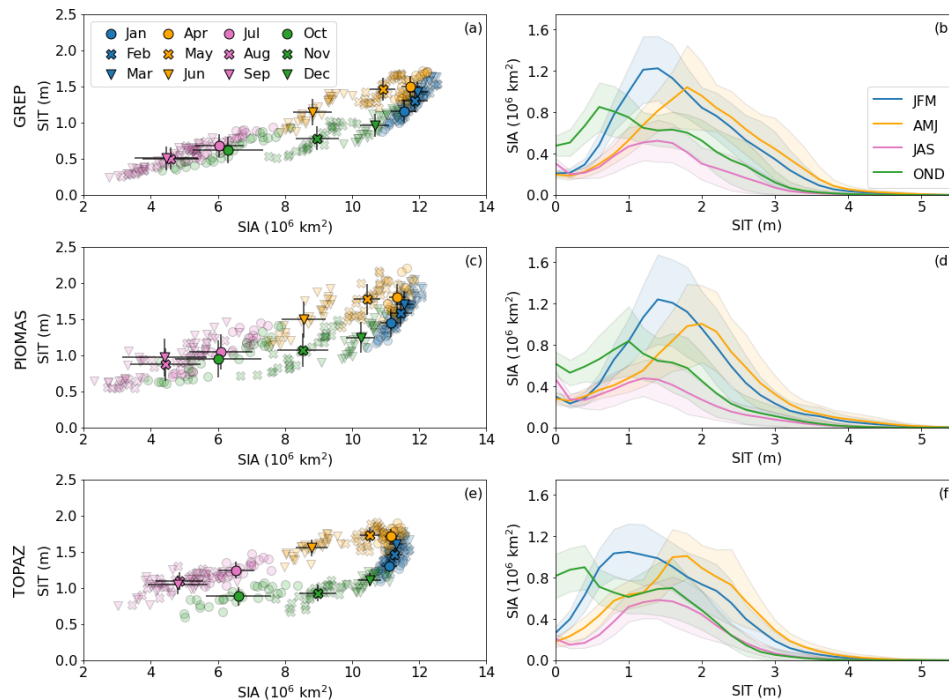 2.5
2.0
1.5
1.0
0.5
0.0
GREP
SIT (m)
Jan
Apr
Jul
Oct
Feb
May
Aug
Nov
Mar
Jun
Sep
Dec
(a)
2 4 6 8 10 12 14
SIA (10⁶ km²)
1.6
1.2
0.8
0.4
0.0
SIA (10⁶ km²)
(b)
JFM
AMJ
JAS
OND
0 1 2 3 4 5
SIT (m)
2.5
2.0
1.5
1.0
0.5
0.0
PIOMAS
SIT (m)
(c)
2 4 6 8 10 12 14
SIA (10⁶ km²)
1.6
1.2
0.8
0.4
0.0
SIA (10⁶ km²)
(d)
0 1 2 3 4 5
SIT (m)
2.5
2.0
1.5
1.0
0.5
0.0
TOPAZ
SIT (m)
(e)
2 4 6 8 10 12 14
SIA (10⁶ km²)
1.6
1.2
0.8
0.4
0.0
SIA (10⁶ km²)
(f)
0 1 2 3 4 5
SIT (m)